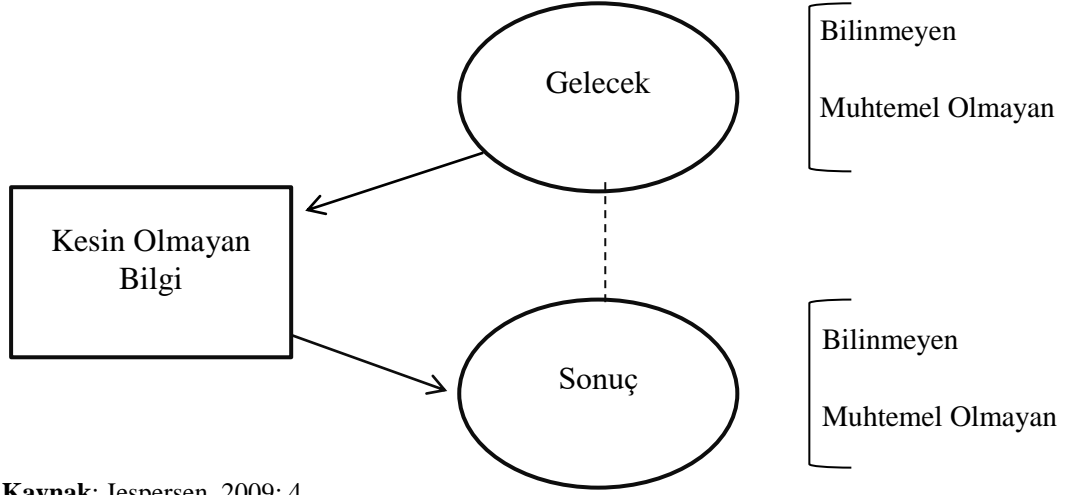 Gelecek
Bilinmeyen
Muhtemel Olmayan
Kesin Olmayan
Bilgi
Sonuç
Bilinmeyen
Muhtemel Olmayan
Kaynak: Jespersen, 2009: 4